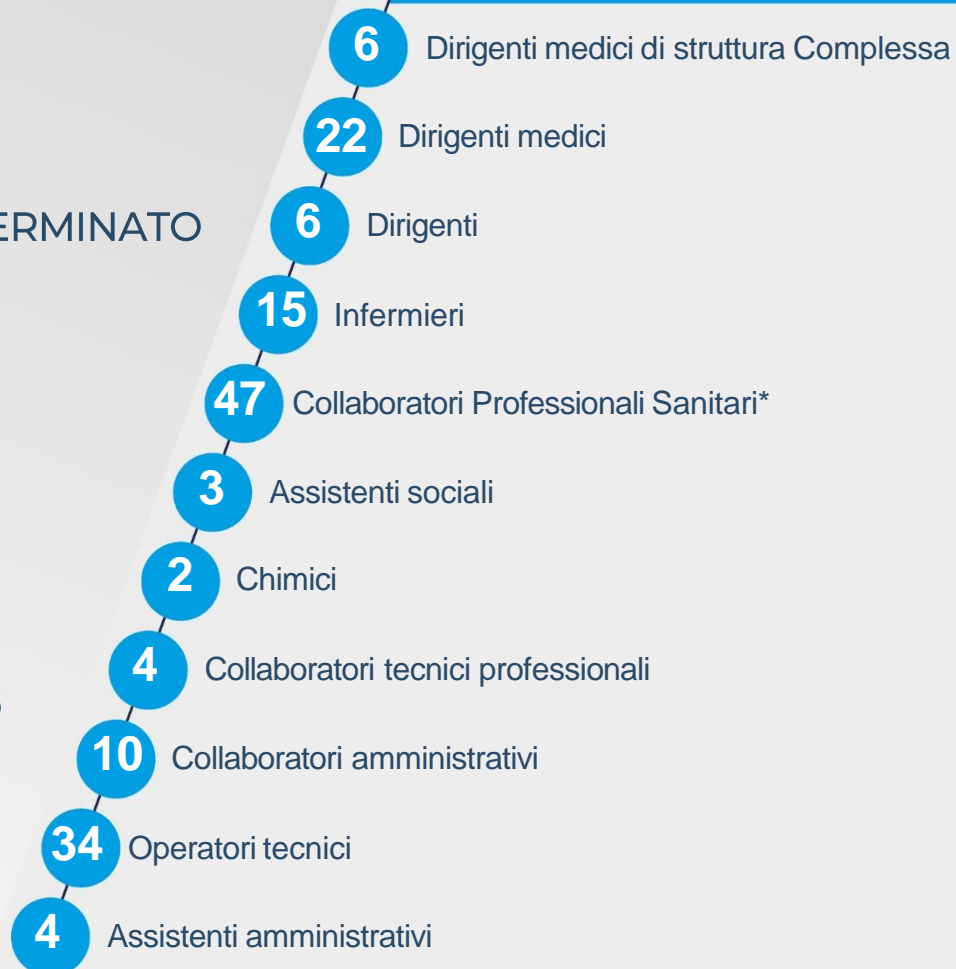 6 Dirigenti medici di struttura Complessa
22 Dirigenti medici
ERMINATO
6 Dirigenti
15 Infermieri
47 Collaboratori Professionali Sanitari*
3 Assistenti sociali
2 Chimici
4 Collaboratori tecnici professionali
10 Collaboratori amministrativi
34 Operatori tecnici
4 Assistenti amministrativi